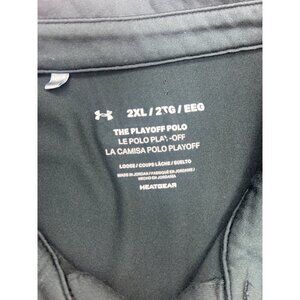 2XL / 2TG / EEG
THE PLAYOFF POLO
LE POLO PLAY-OFF
LA CAMISA POLO PLAYOFF
LOOSE / COUPE LÂCHE / SUELTO
MADE IN JORDAN / FABRIQUÉ EN JORDANIE /
HECHO EN JORDANIA
HEATGEAR